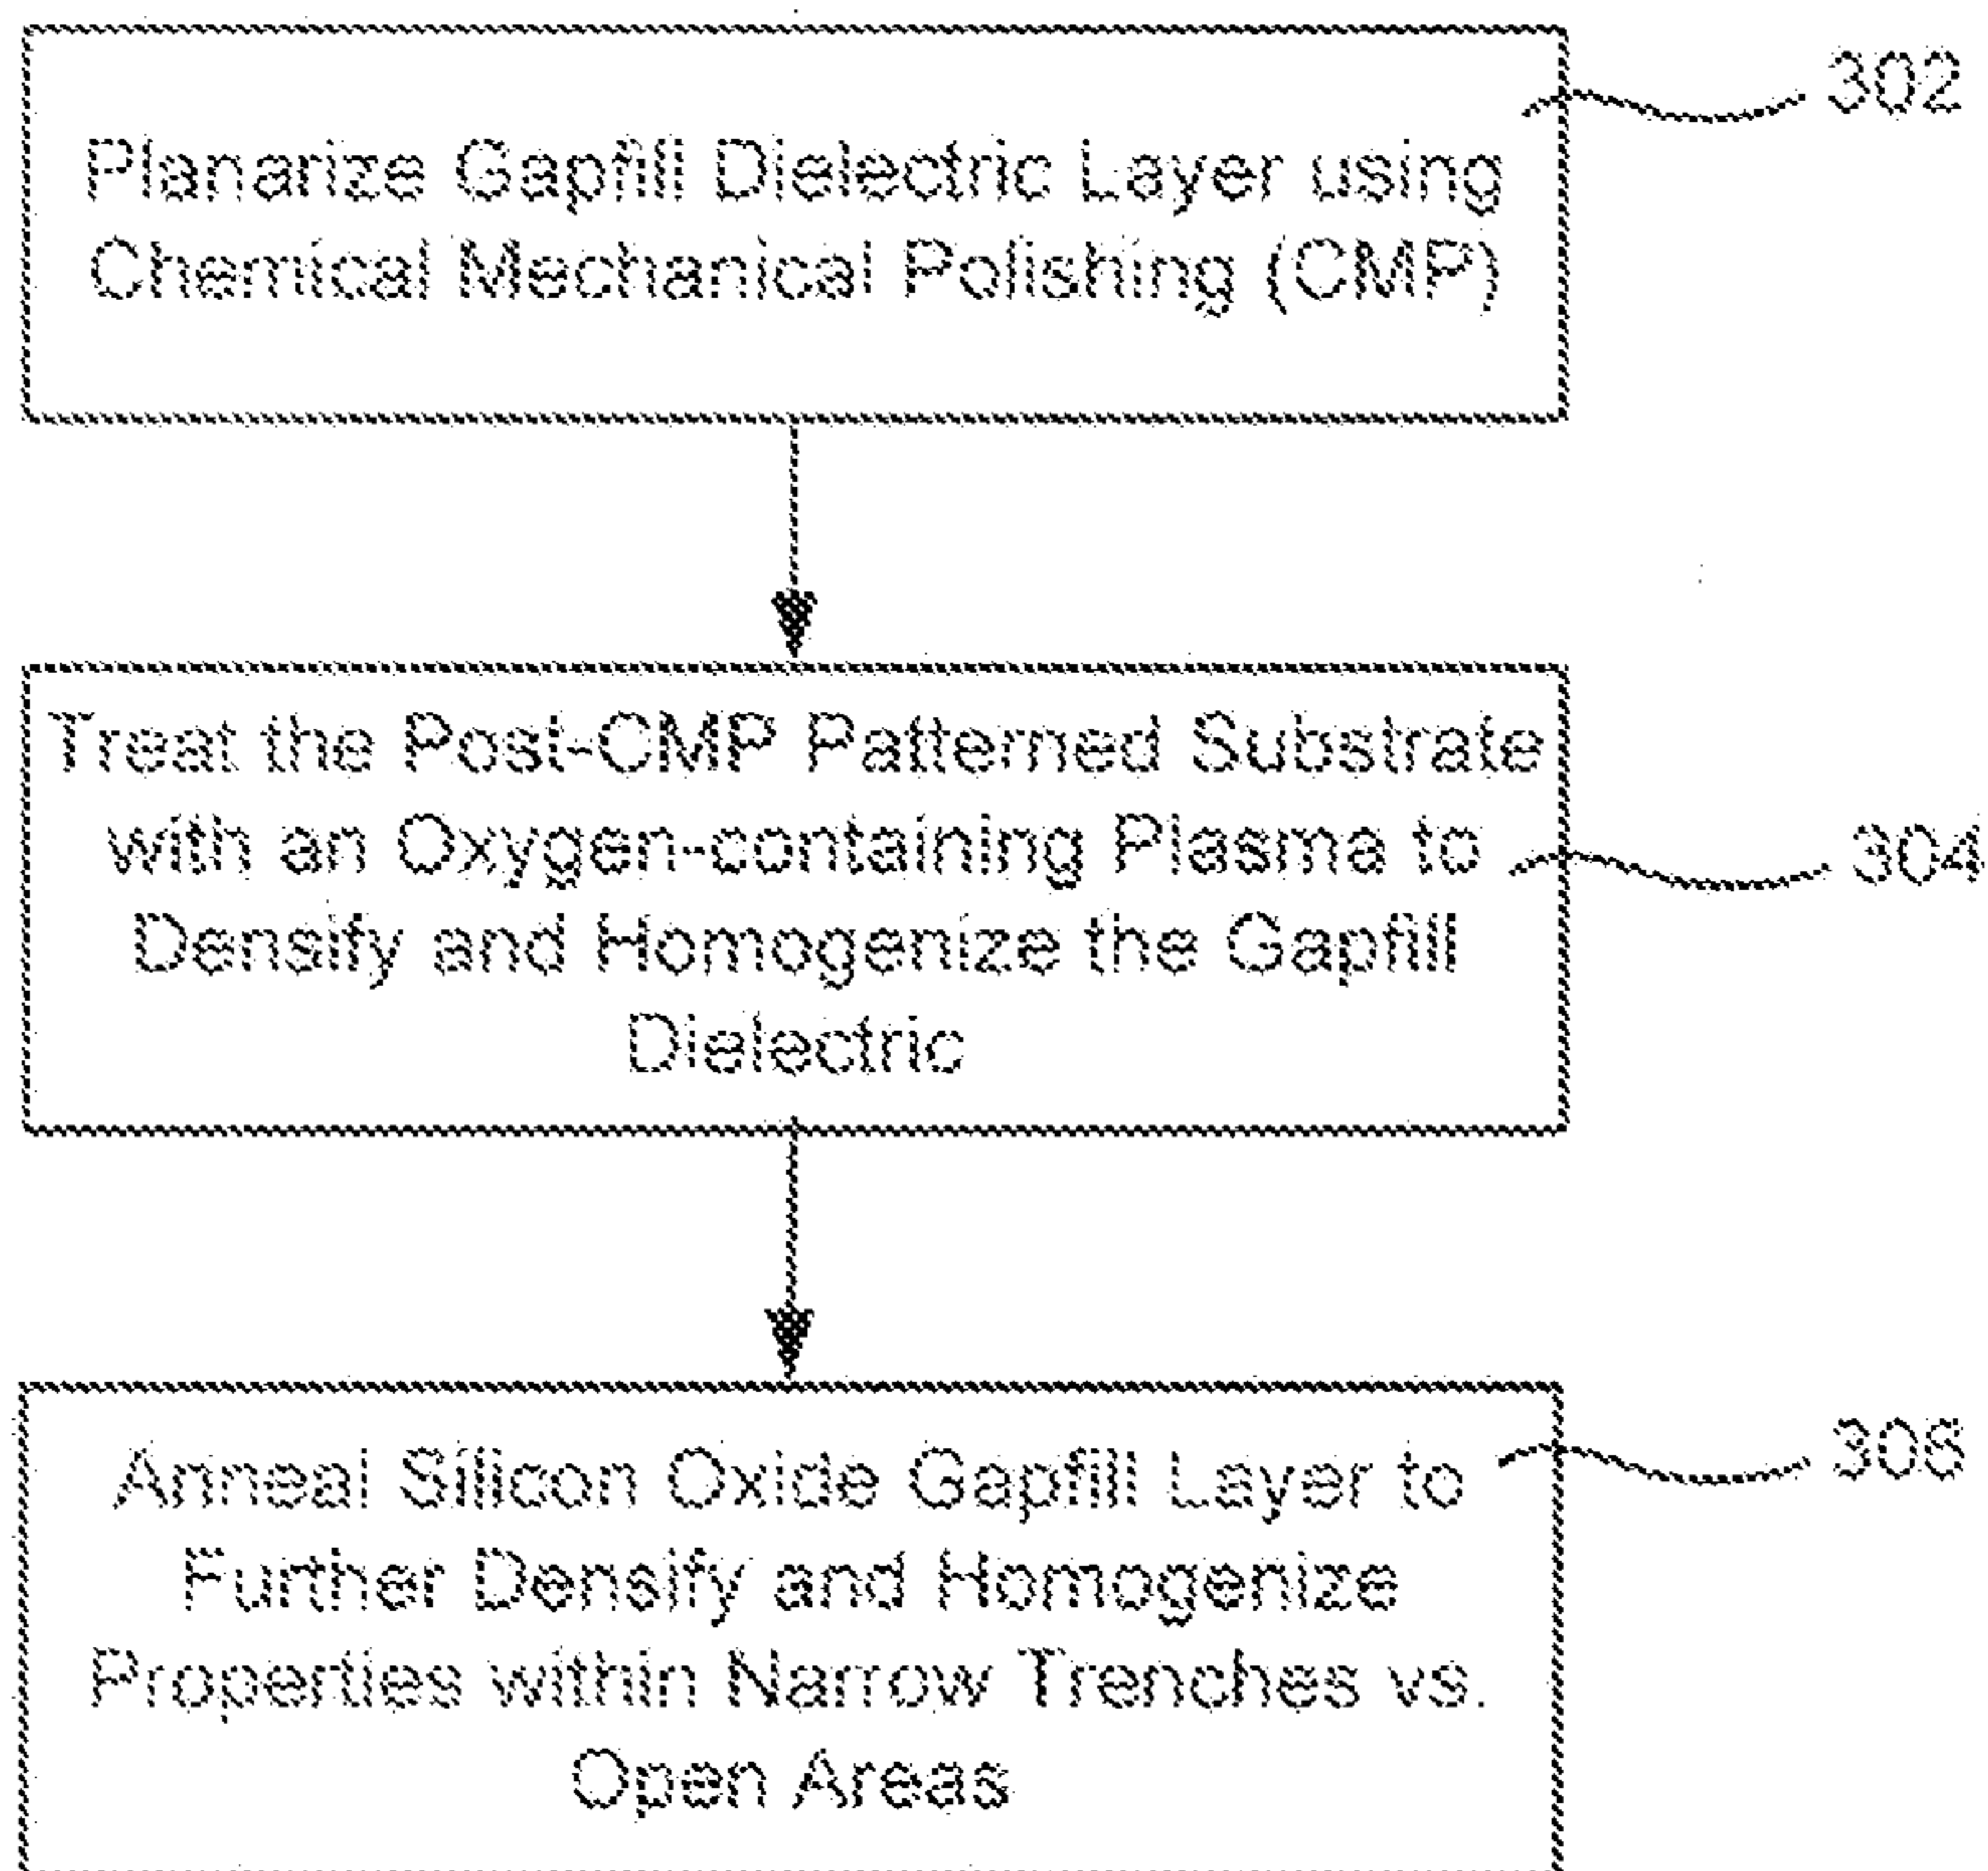 302
Planarize Gapfill Dielectric Layer using
Chemical Mechanical Polishing (CMP)
Treat the Post-CMP Patterned Substrate
with an Oxygen-containing Plasma to
Densify and Homogenize the Gapfill
Dielectric
304
Anneal Silicon Oxide Gapfill Layer to
Further Densify and Homogenize
Properties within Narrow Trenches vs.
Open Areas